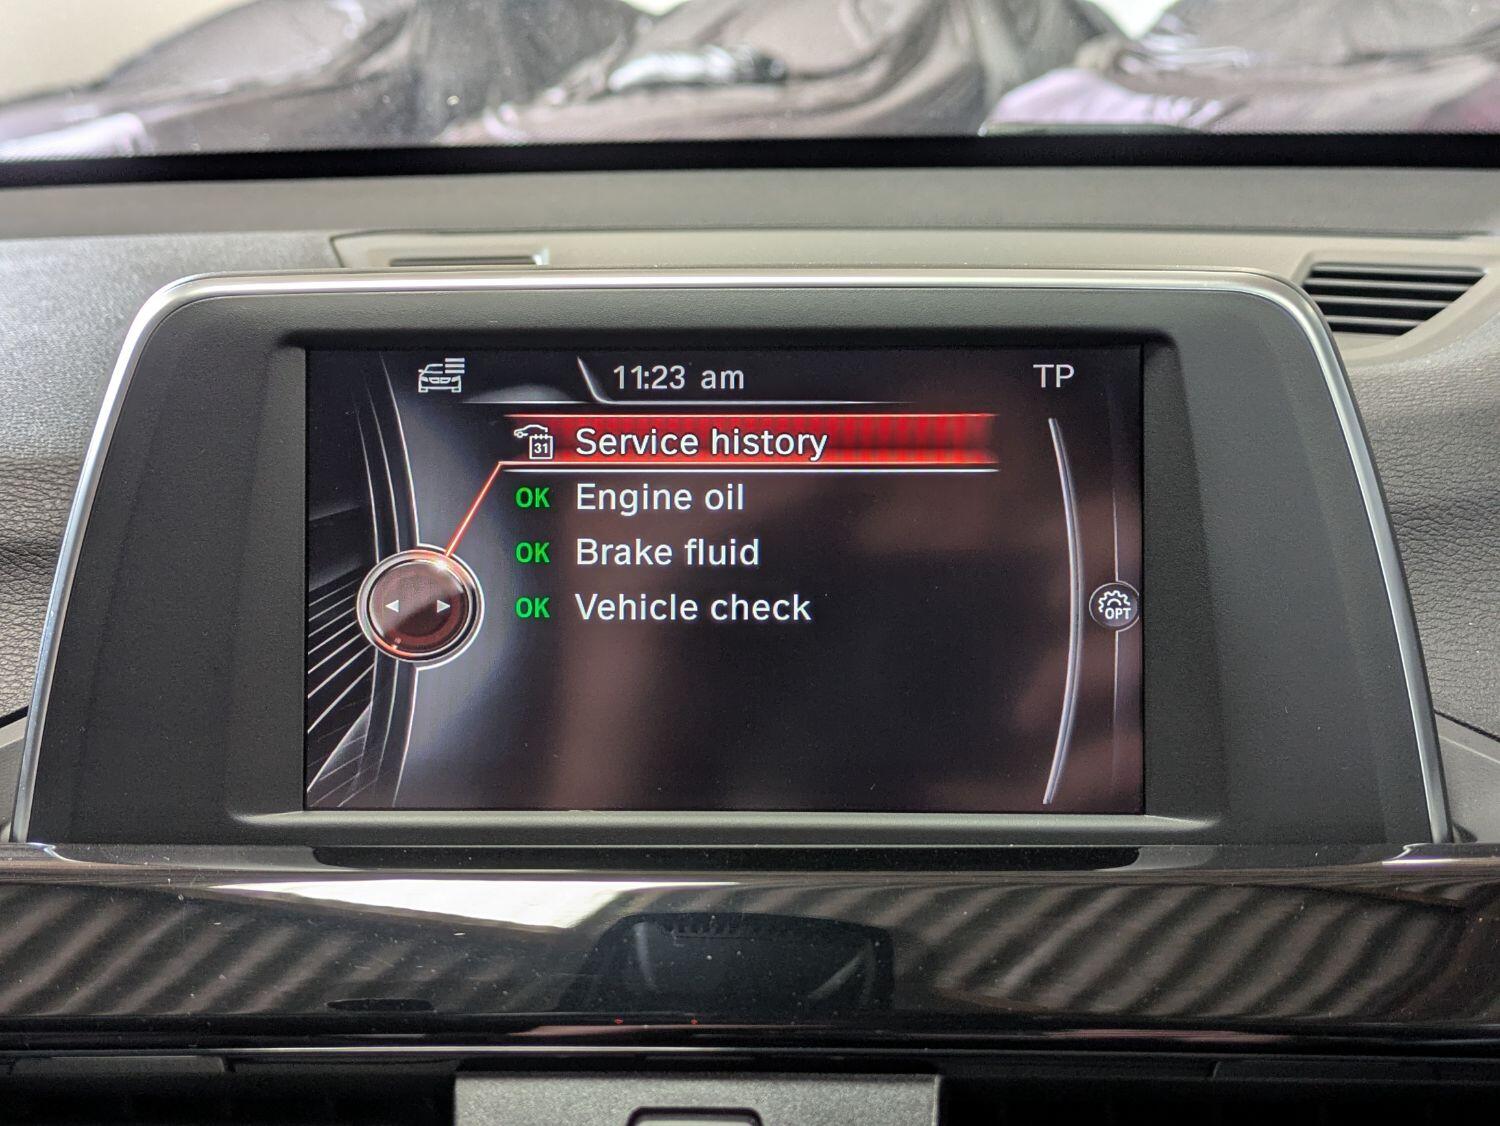 11:23 am
TP
31 Service history
OK Engine oil
OK Brake fluid
OK Vehicle check
OPT